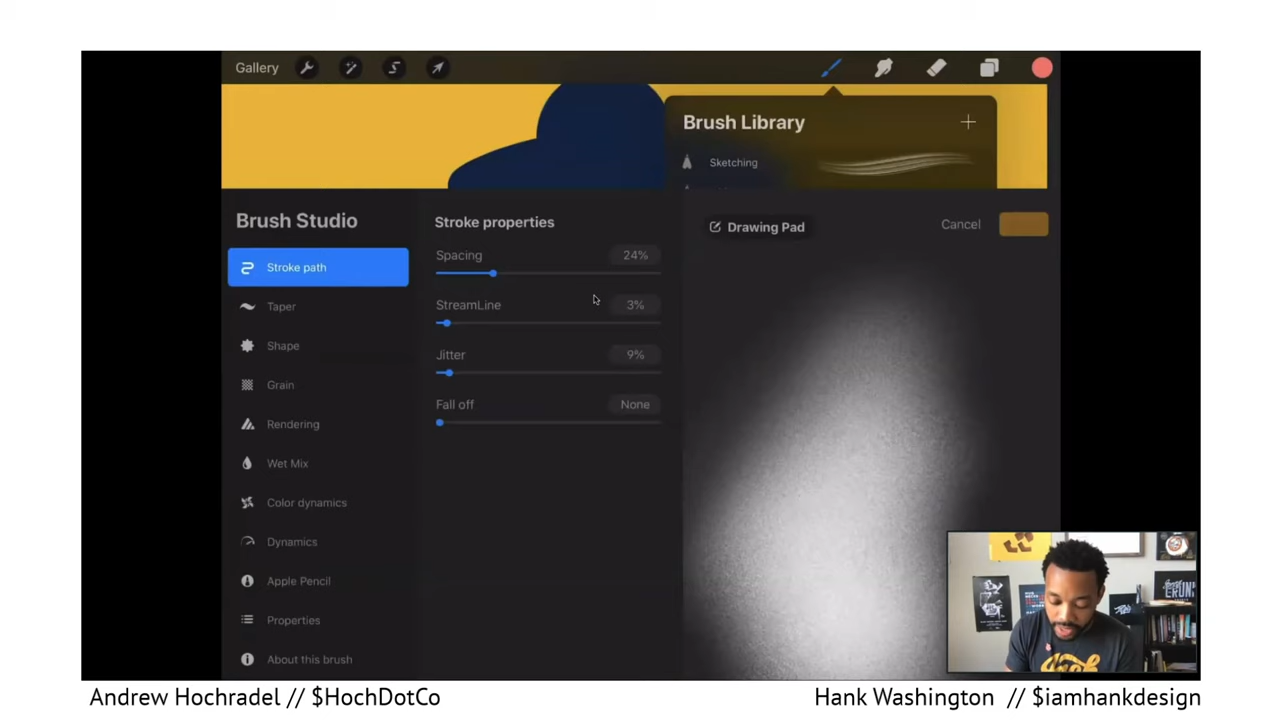 Gallery
Brush Library
Sketching
Brush Studio
Stroke path
Taper
Shape
Grain
Rendering
Wet Mix
Color dynamics
Dynamics
Apple Pencil
Properties
About this brush
Stroke properties
Spacing 24%
StreamLine 3%
Jitter 9%
Fall off None
Drawing Pad
Cancel
Andrew Hochradel // $HochDotCo
Hank Washington // $iamhankdesign